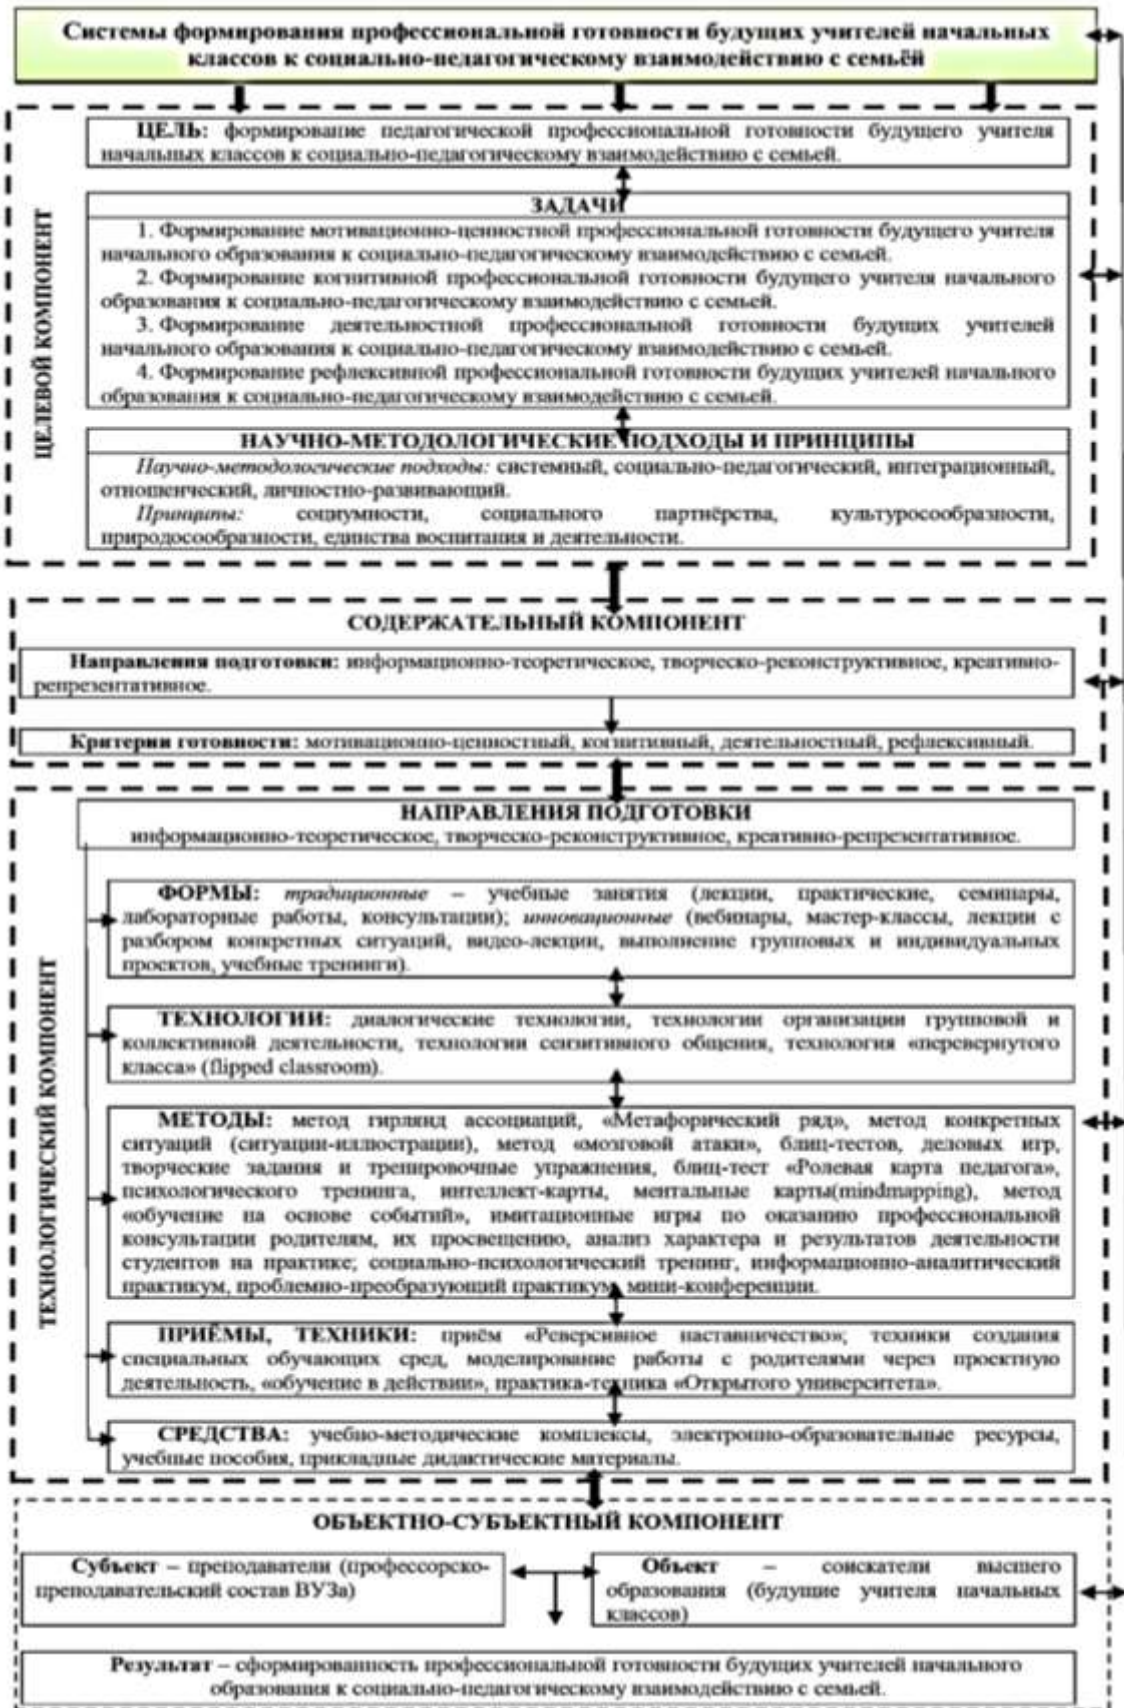 Системы формирования профессиональной готовности будущих учителей начальных
классов к социально-педагогическому взаимодействию с семьёй
ЦЕЛЕВОЙ КОМПОНЕНТ
ЦЕЛЬ: формирование педагогической профессиональной готовности будущего учителя
начальных классов к социально-педагогическому взаимодействию с семьей.
ЗАДАЧИ
1. Формирование мотивационно-ценностной профессиональной готовности будущего учителя
начального образования к социально-педагогическому взаимодействию с семьей.
2. Формирование когнитивной профессиональной готовности будущего учителя начального
образования к социально-педагогическому взаимодействию с семьей.
3. Формирование деятельностной профессиональной готовности будущих учителей
начального образования к социально-педагогическому взаимодействию с семьей.
4. Формирование рефлексивной профессиональной готовности будущих учителей начального
образования к социально-педагогическому взаимодействию с семьей.
НАУЧНО-МЕТОДОЛОГИЧЕСКИЕ ПОДХОДЫ И ПРИНЦИПЫ
Научно-методологические подходы: системный, социально-педагогический, интеграционный,
отношенческий, личностно-развивающий.
Принципы: социумности, социального партнёрства, культуросообразности,
природосообразности, единства воспитания и деятельности.
СОДЕРЖАТЕЛЬНЫЙ КОМПОНЕНТ
Направления подготовки: информационно-теоретическое, творческо-реконструктивное, креативно-
репрезентативное.
Критерии готовности: мотивационно-ценностный, когнитивный, деятельностный, рефлексивный.
ТЕХНОЛОГИЧЕСКИЙ КОМПОНЕНТ
НАПРАВЛЕНИЯ ПОДГОТОВКИ
информационно-теоретическое, творческо-реконструктивное, креативно-репрезентативное.
ФОРМЫ: традиционные – учебные занятия (лекции, практические, семинары,
лабораторные работы, консультации); инновационные (вебинары, мастер-классы, лекции с
разбором конкретных ситуаций, видео-лекции, выполнение групповых и индивидуальных
проектов, учебные тренинги).
ТЕХНОЛОГИИ: диалогические технологии, технологии организации групповой и
коллективной деятельности, технологии сензитивного общения, технология «перевернутого
класса» (flipped classroom).
МЕТОДЫ: метод гирлянд ассоциаций, «Метафорический ряд», метод конкретных
ситуаций (ситуации-иллюстрации), метод «мозговой атаки», блиц-тестов, деловых игр,
творческие задания и тренировочные упражнения, блиц-тест «Ролевая карта педагога»,
психологического тренинга, интеллект-карты, ментальные карты(mindmapping), метод
«обучение на основе событий», имитационные игры по оказанию профессиональной
консультации родителям, их просвещению, анализ характера и результатов деятельности
студентов на практике; социально-психологический тренинг, информационно-аналитический
практикум, проблемно-преобразующий практикум, мини-конференции.
ПРИЁМЫ, ТЕХНИКИ: приём «Реверсивное наставничество»; техники создания
специальных обучающих сред, моделирование работы с родителями через проектную
деятельность, «обучение в действии», практика-техника «Открытого университета».
СРЕДСТВА: учебно-методические комплексы, электронно-образовательные ресурсы,
учебные пособия, прикладные дидактические материалы.
ОБЪЕКТНО-СУБЪЕКТНЫЙ КОМПОНЕНТ
Субъект – преподаватели (профессорско-
преподавательский состав ВУЗа)
Объект – соискатели высшего
образования (будущие учителя начальных
классов)
Результат – сформированность профессиональной готовности будущих учителей начального
образования к социально-педагогическому взаимодействию с семьей.